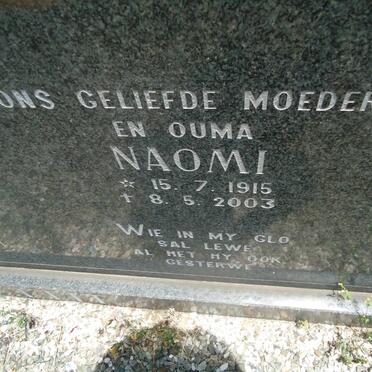 ONS GELIEFDE MOEDER
EN OUMA
NAOMI
* 15. 7. 1915
† 8. 5. 2003
WIE IN MY GLO
SAL LEWE
AL HET HY OOK
GESTERWE